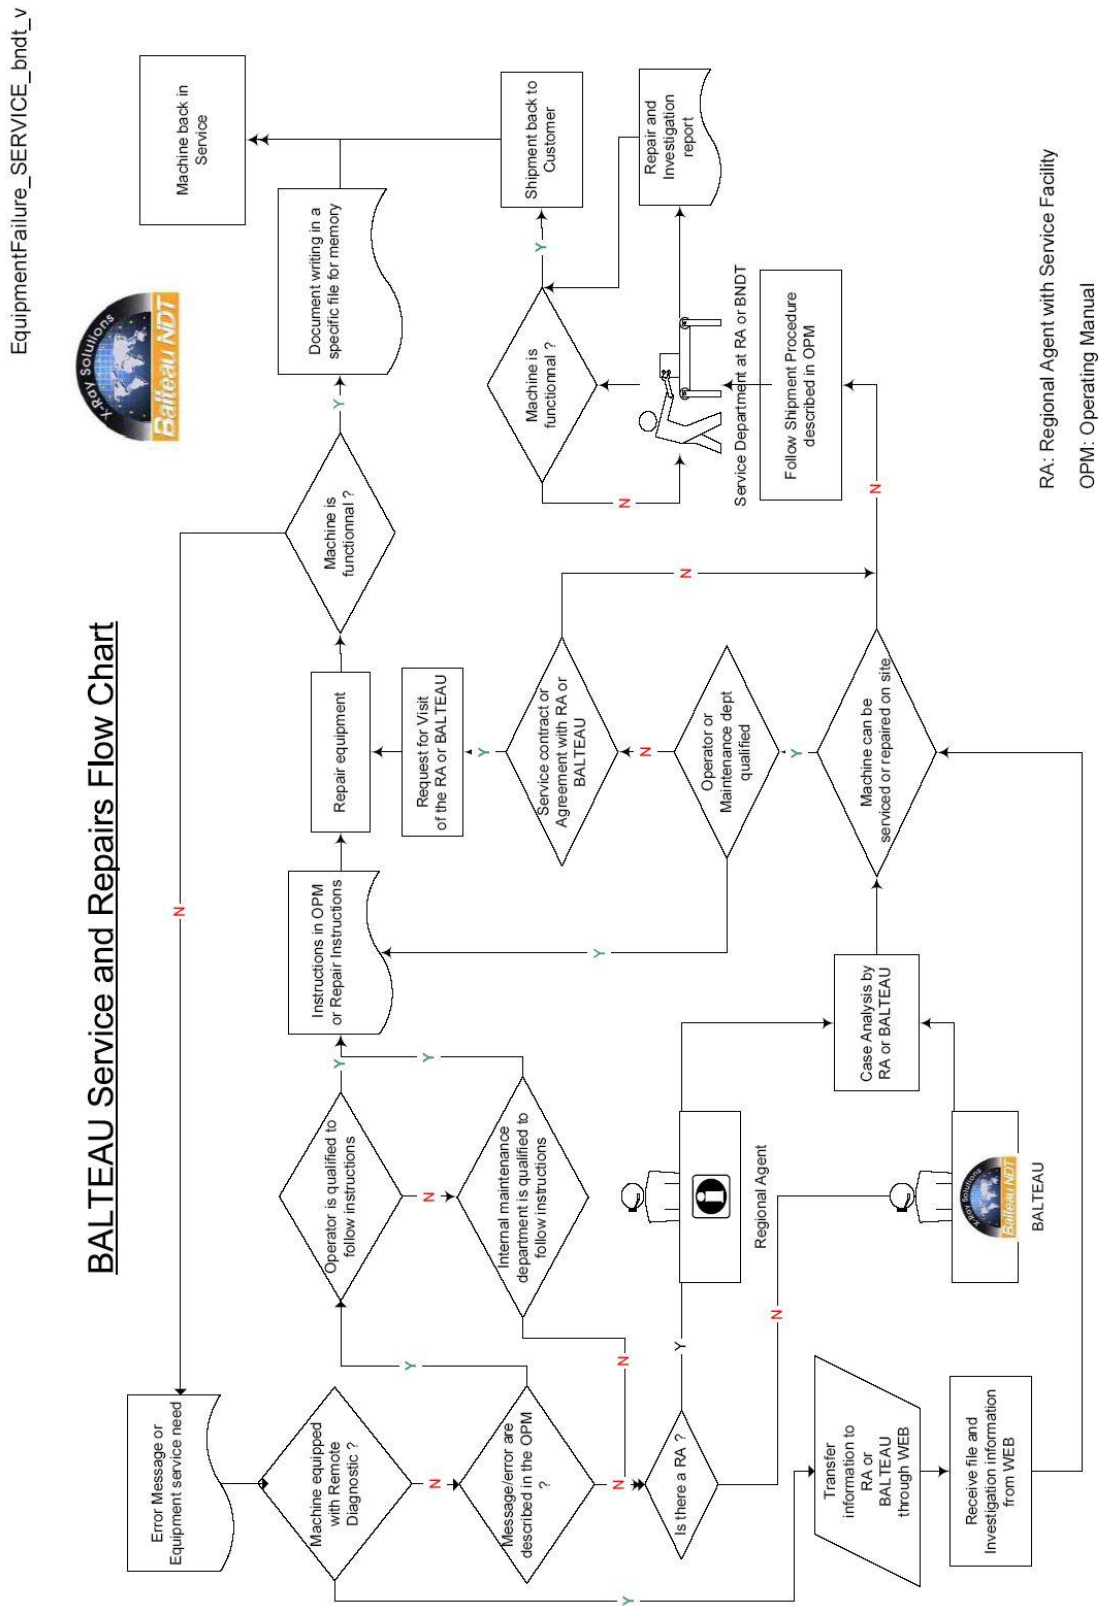 EquipmentFailure_SERVICE_bndt_v
BALTEAU Service and Repairs Flow Chart
X-Ray Solutions
Balteau NDT
Error Message or
Equipment service need
N
Machine back in
Service
Machine equipped
with Remote
Diagnostic ?
N
Y
Message/error are
described in the OPM
?
Y
N
Operator is qualified to
follow instructions
Y
N
Internal maintenance
department is qualified to
follow instructions
Y
N
Instructions in OPM
or Repair Instructions
Repair equipment
Machine is
functionnal ?
Y
Document writing in a
specific file for memory
Request for Visit
of the RA or BALTEAU
Y
Service contract or
Agreement with RA or
BALTEAU
N
N
Operator or
Maintenance dept
qualified
Y
Y
Machine can be
serviced or repaired on site
N
Is there a RA ?
Y
N
Regional Agent
X-Ray Solutions
Balteau NDT
BALTEAU
Case Analysis by
RA or BALTEAU
Transfer
information to
RA or
BALTEAU
through WEB
Receive file and
Investigation information
from WEB
Machine is
functionnal ?
Y
N
Shipment back to
Customer
Repair and
Investigation
report
Service Department at RA or BNDT
Follow Shipment Procedure
described in OPM
RA: Regional Agent with Service Facility
OPM: Operating Manual